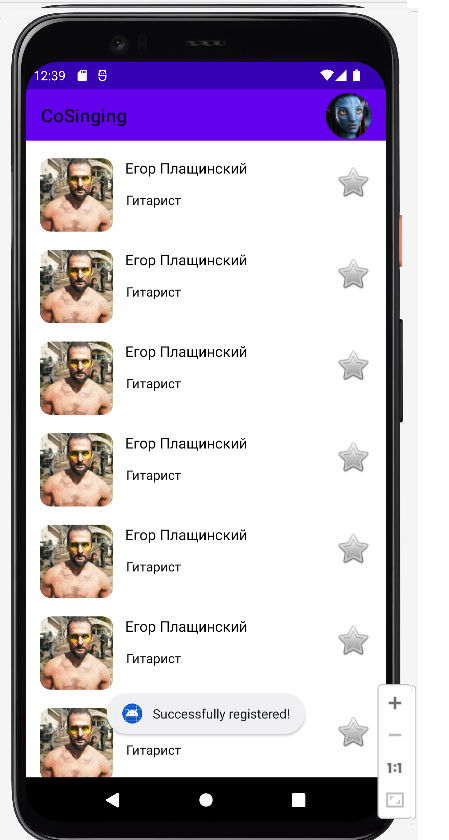 12:39
CoSinging
Егор Плащинский
Гитарист
Егор Плащинский
Гитарист
Егор Плащинский
Гитарист
Егор Плащинский
Гитарист
Егор Плащинский
Гитарист
Егор Плащинский
Гитарист
Successfully registered!
Гитарист
1:1